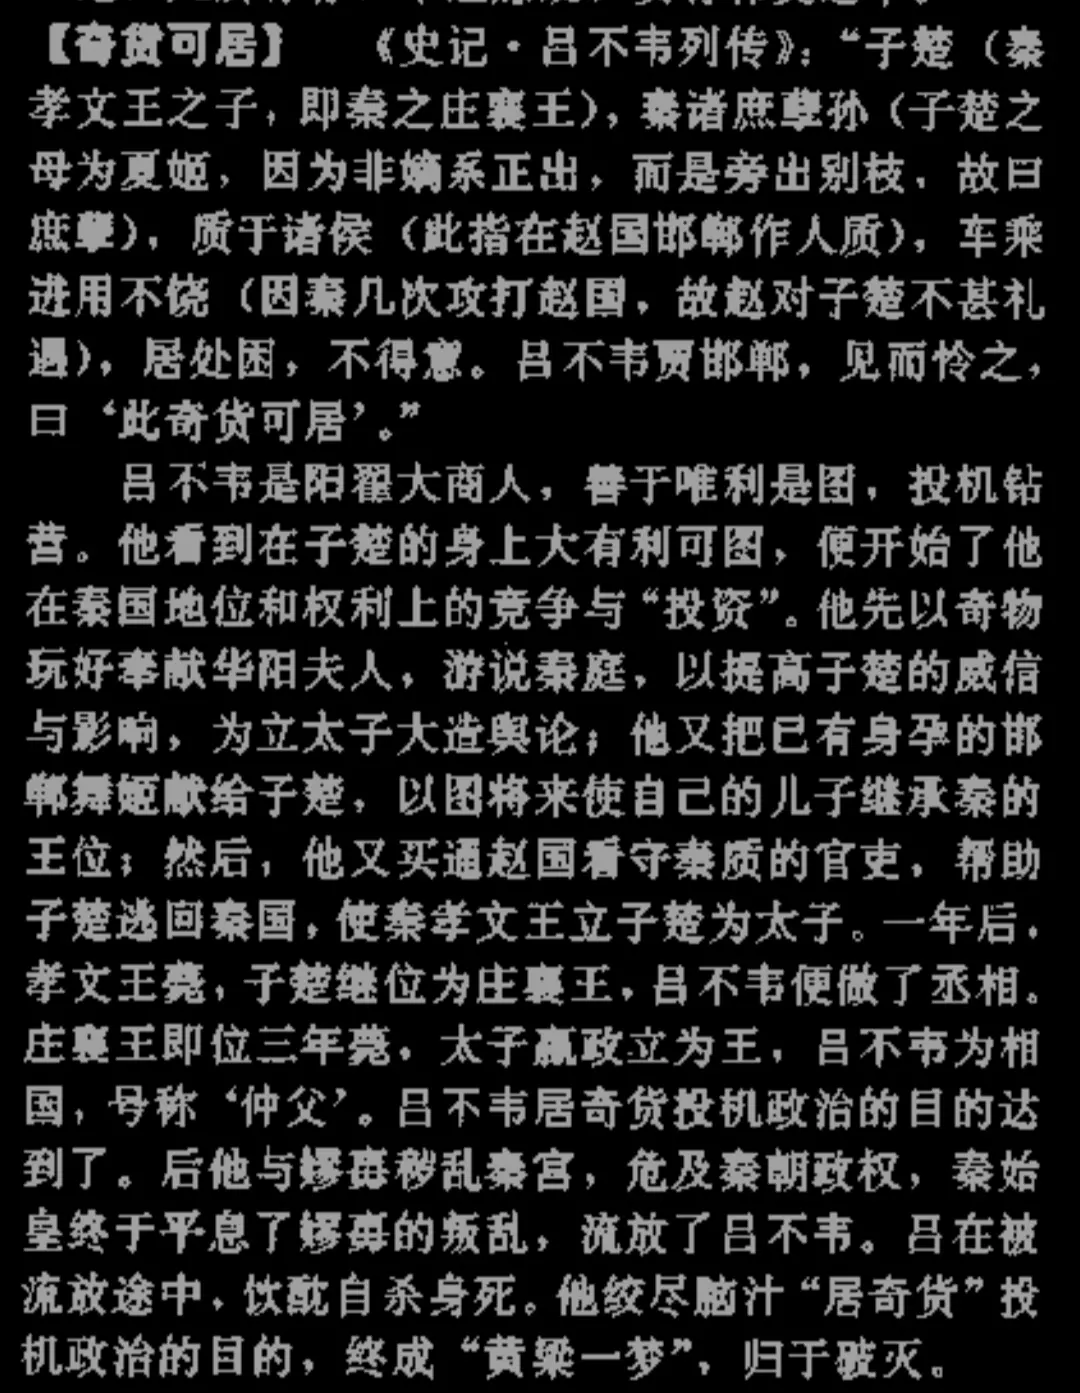 【奇货可居】 《史记·吕不韦列传》：“子楚（秦
孝文王之子，即秦之庄襄王），秦诸庶孽孙（子楚之
母为夏姬，因为非嫡系正出，而是旁出别枝，故曰
庶孽），质于诸侯（此指在赵国邯郸作人质），车乘
进用不饶（因秦几次攻打赵国，故赵对子楚不甚礼
遇），居处困，不得意。吕不韦贾邯郸，见而怜之，
曰‘此奇货可居’。”
吕不韦是阳翟大商人，善于唯利是图，投机钻
营。他看到在子楚的身上大有利可图，便开始了他
在秦国地位和权利上的竞争与“投资”。他先以奇物
玩好奉献华阳夫人，游说秦庭，以提高子楚的威信
与影响，为立太子大造舆论；他又把已有身孕的邯
郸舞姬献给子楚，以图将来使自己的儿子继承秦的
王位；然后，他又买通赵国看守秦质的官吏，帮助
子楚逃回秦国，使秦孝文王立子楚为太子。一年后，
孝文王薨，子楚继位为庄襄王，吕不韦便做了丞相。
庄襄王即位三年薨，太子嬴政立为王，吕不韦为相
国，号称‘仲父’。吕不韦居奇货投机政治的目的达
到了。后他与嫪毐秽乱秦宫，危及秦朝政权，秦始
皇终于平息了嫪毐的叛乱，流放了吕不韦。吕在被
流放途中，饮酖自杀身死。他绞尽脑汁“居奇货”投
机政治的目的，终成“黄粱一梦”，归于破灭。